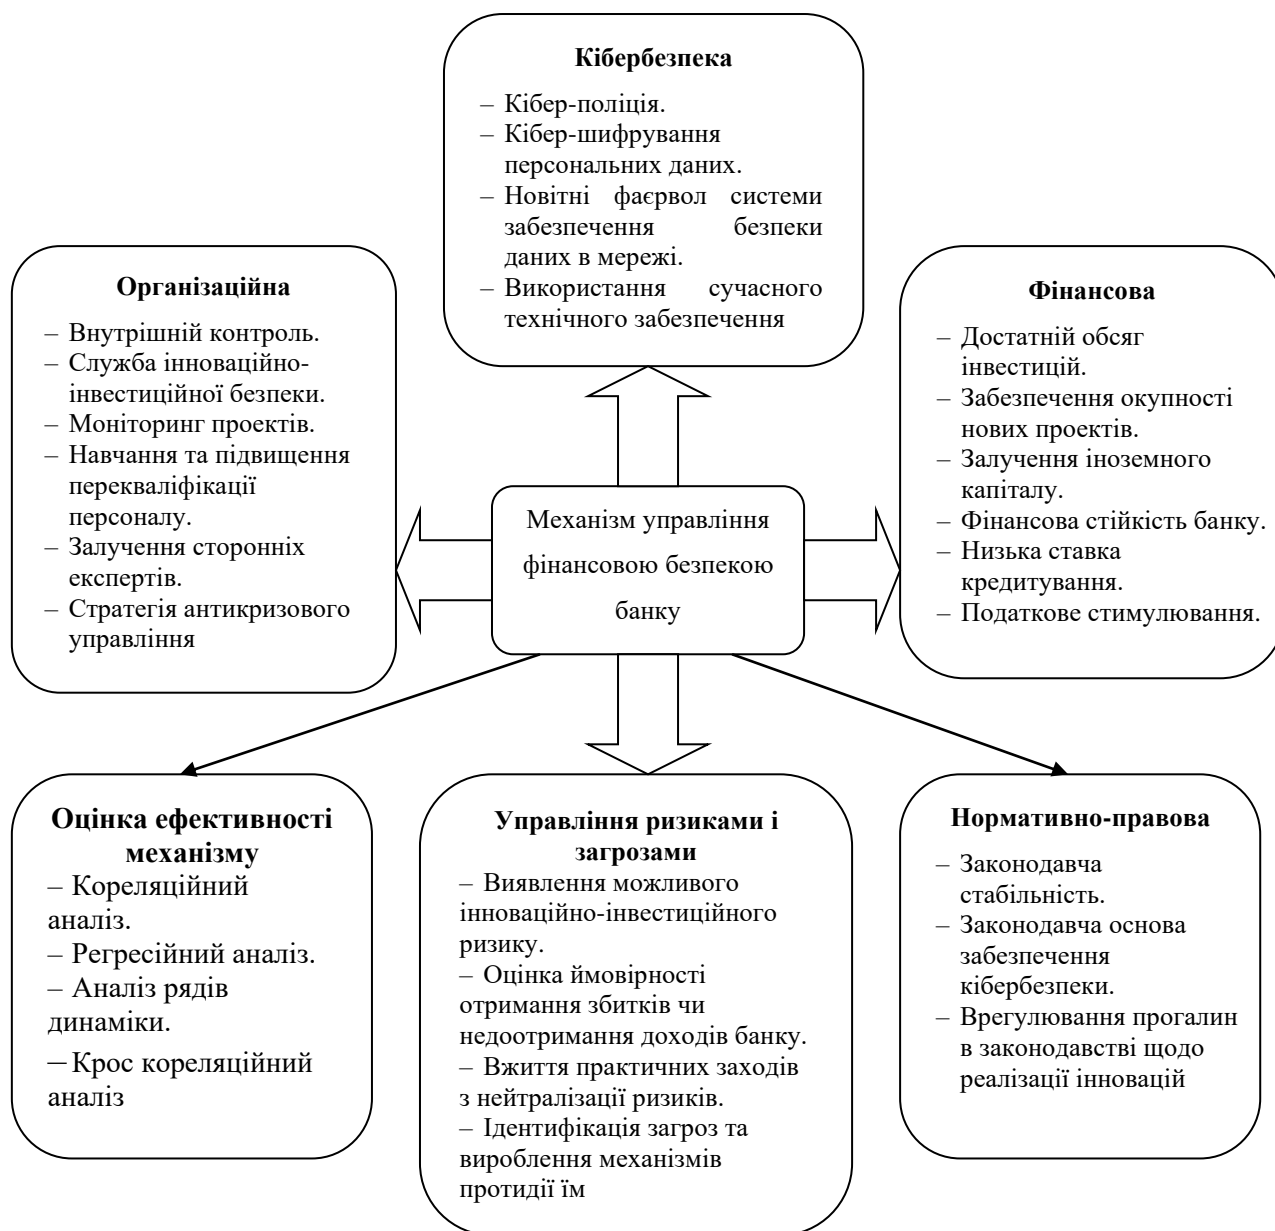 Кібербезпека
– Кібер-поліція.
– Кібер-шифрування
персональних даних.
– Новітні фаєрвол системи
забезпечення безпеки
даних в мережі.
– Використання сучасного
технічного забезпечення
Організаційна
– Внутрішній контроль.
– Служба інноваційно-
інвестиційної безпеки.
– Моніторинг проектів.
– Навчання та підвищення
перекваліфікації
персоналу.
– Залучення сторонніх
експертів.
– Стратегія антикризового
управління
Фінансова
– Достатній обсяг
інвестицій.
– Забезпечення окупності
нових проектів.
– Залучення іноземного
капіталу.
– Фінансова стійкість банку.
– Низька ставка
кредитування.
– Податкове стимулювання.
Механізм управління
фінансовою безпекою
банку
Оцінка ефективності
механізму
– Кореляційний
аналіз.
– Регресійний аналіз.
– Аналіз рядів
динаміки.
– Крос кореляційний
аналіз
Управління ризиками і
загрозами
– Виявлення можливого
інноваційно-інвестиційного
ризику.
– Оцінка ймовірності
отримання збитків чи
недоотримання доходів банку.
– Вжиття практичних заходів
з нейтралізації ризиків.
– Ідентифікація загроз та
вироблення механізмів
протидії їм
Нормативно-правова
– Законодавча
стабільність.
– Законодавча основа
забезпечення
кібербезпеки.
– Врегулювання прогалин
в законодавстві щодо
реалізації інновацій